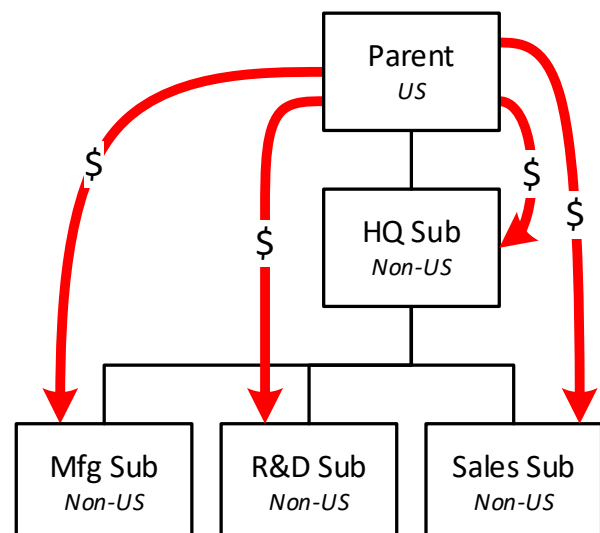 Parent
US
$
$
$
$
HQ Sub
Non-US
Mfg Sub
Non-US
R&D Sub
Non-US
Sales Sub
Non-US